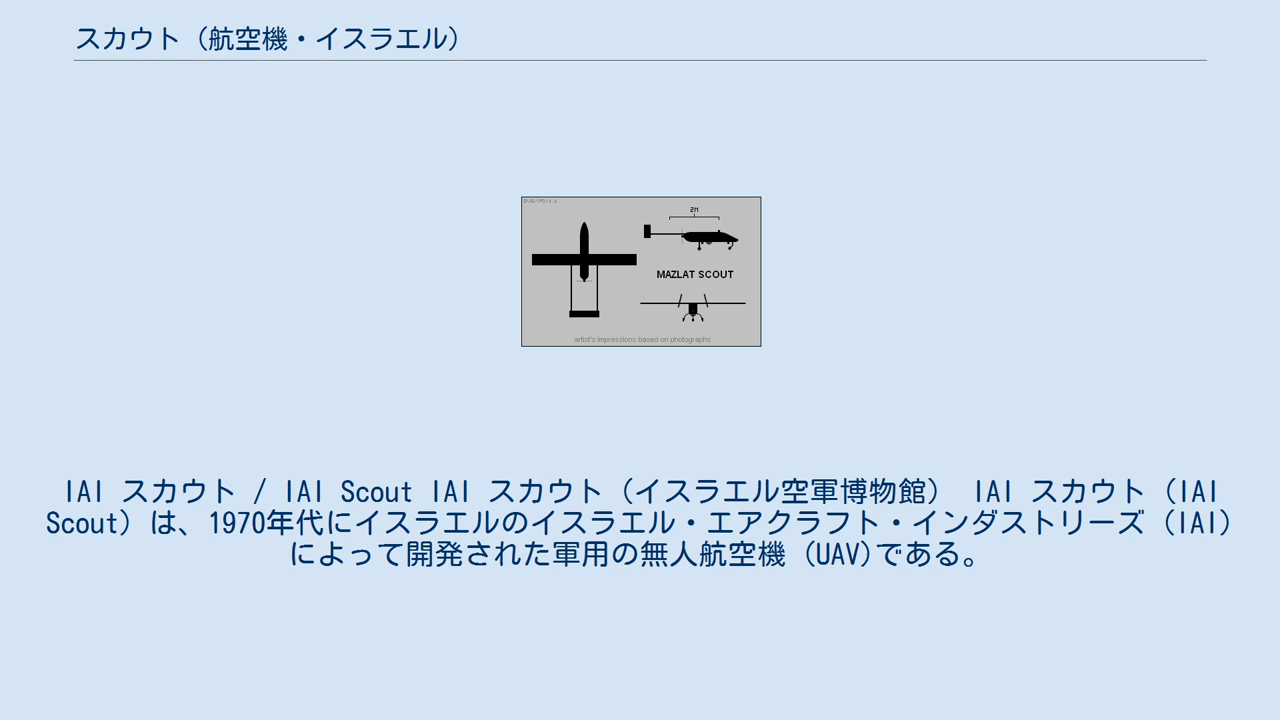 スカウト（航空機・イスラエル）
2M
MAZLAT SCOUT
artist's impressions based on photographs
IAI スカウト / IAI Scout IAI スカウト（イスラエル空軍博物館） IAI スカウト（IAI
Scout）は、1970年代にイスラエルのイスラエル・エアクラフト・インダストリーズ（IAI）
によって開発された軍用の無人航空機（UAV)である。